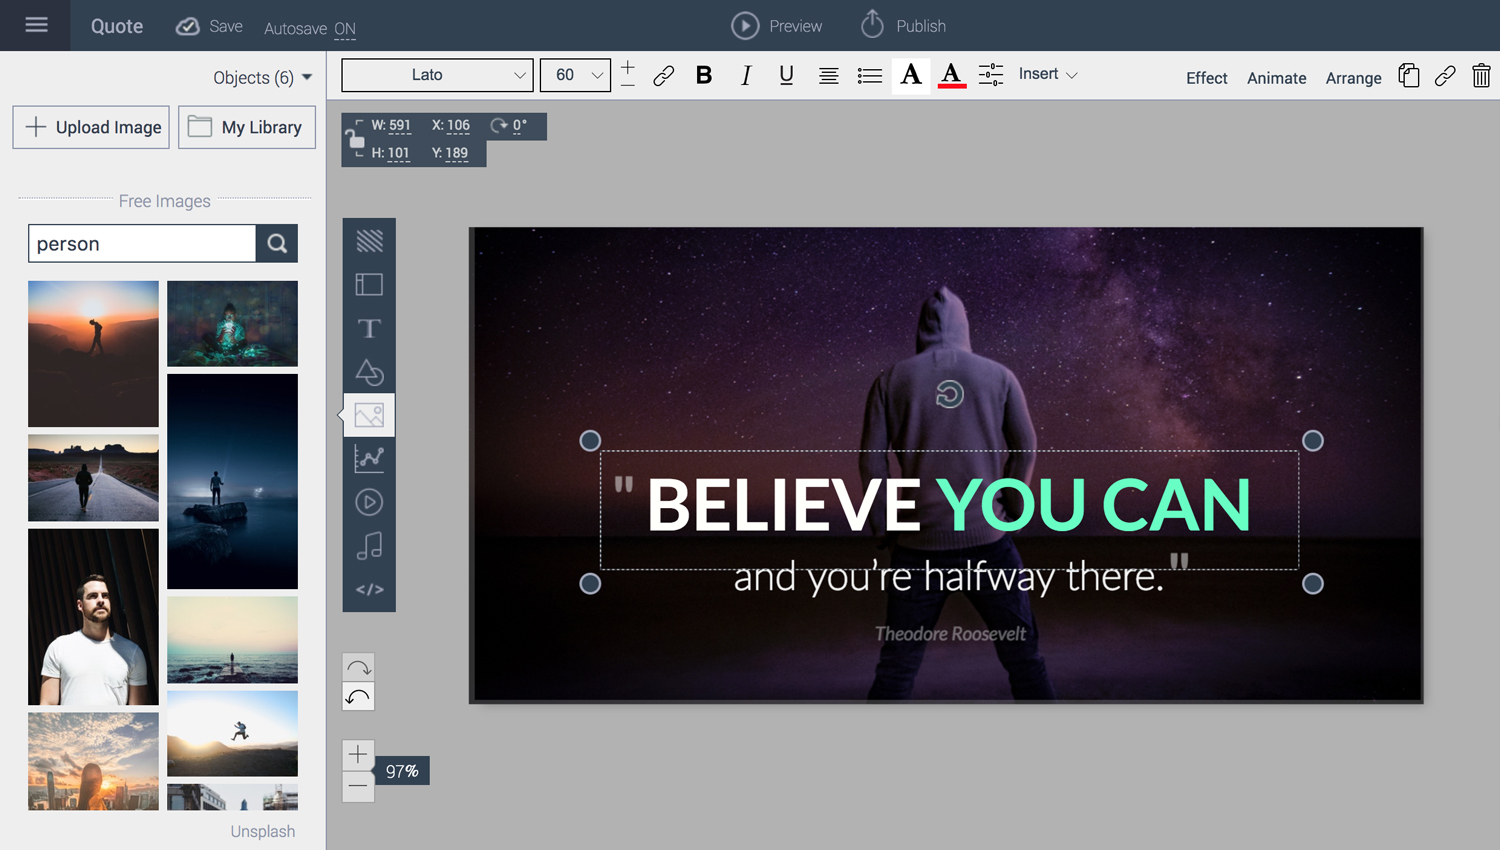 Quote
Save
Autosave ON
Preview
Publish
Objects (6)
Lato
60
B
I
U
A
A
Insert
Effect
Animate
Arrange
Upload Image
My Library
W: 591
X: 106
0°
H: 101
Y: 189
Free Images
person
T
</>
" BELIEVE YOU CAN
and you're halfway there. "
Theodore Roosevelt
97%
Unsplash